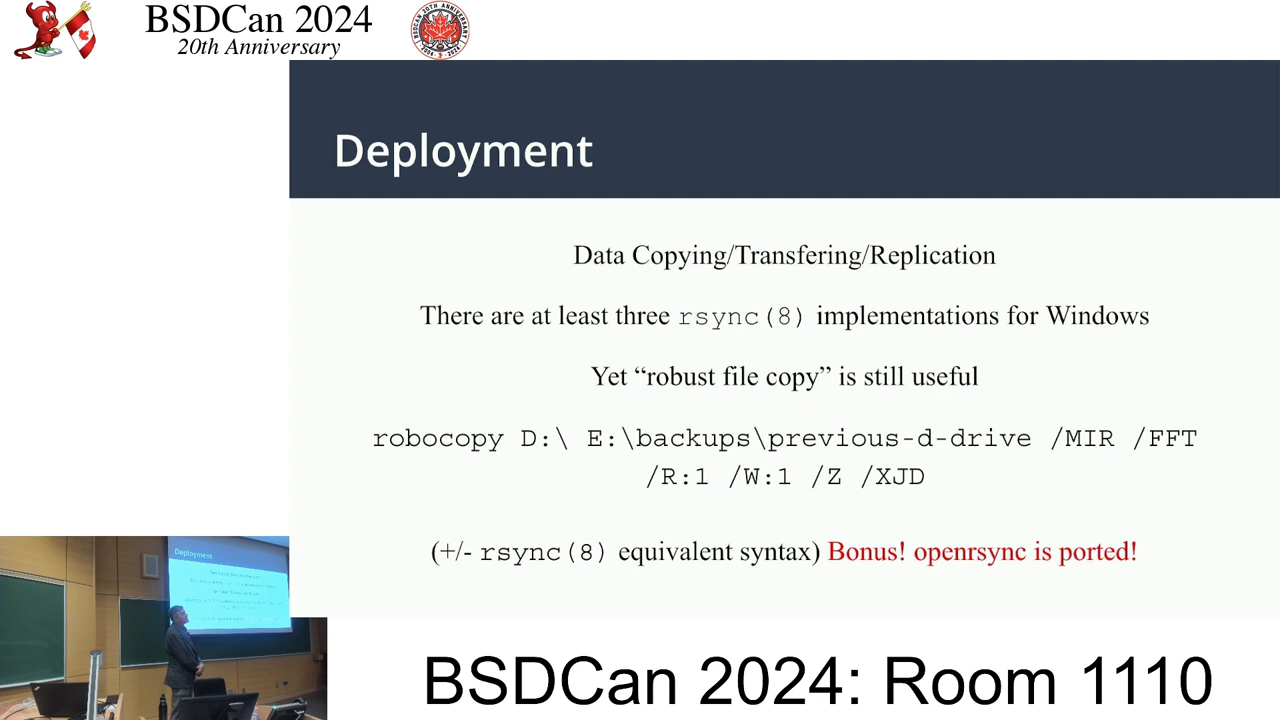 BSDCan 2024
20th Anniversary
Deployment
Data Copying/Transfering/Replication
There are at least three rsync(8) implementations for Windows
Yet “robust file copy” is still useful
robocopy D:\ E:\backups\previous-d-drive /MIR /FFT
/R:1 /W:1 /Z /XJD
(+/- rsync(8) equivalent syntax) Bonus! openrsync is ported!
Deployment
BSDCan 2024: Room 1110